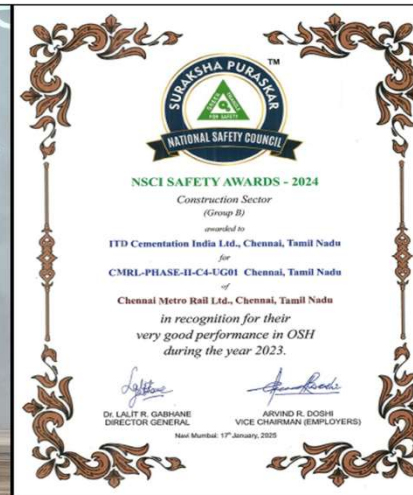 SURAKSHA PURASKAR
TM
FOR SAFETY
NATIONAL SAFETY COUNCIL
NSCI SAFETY AWARDS - 2024
Construction Sector
(Group B)
awarded to
ITD Cementation India Ltd., Chennai, Tamil Nadu
for
CMRL-PHASE-II-C4-UG01 Chennai, Tamil Nadu
of
Chennai Metro Rail Ltd., Chennai, Tamil Nadu
in recognition for their
very good performance in OSH
during the year 2023.
Dr. LALIT R. GABHANE
DIRECTOR GENERAL
ARVIND R. DOSHI
VICE CHAIRMAN (EMPLOYERS)
Navi Mumbai: 17th January, 2025